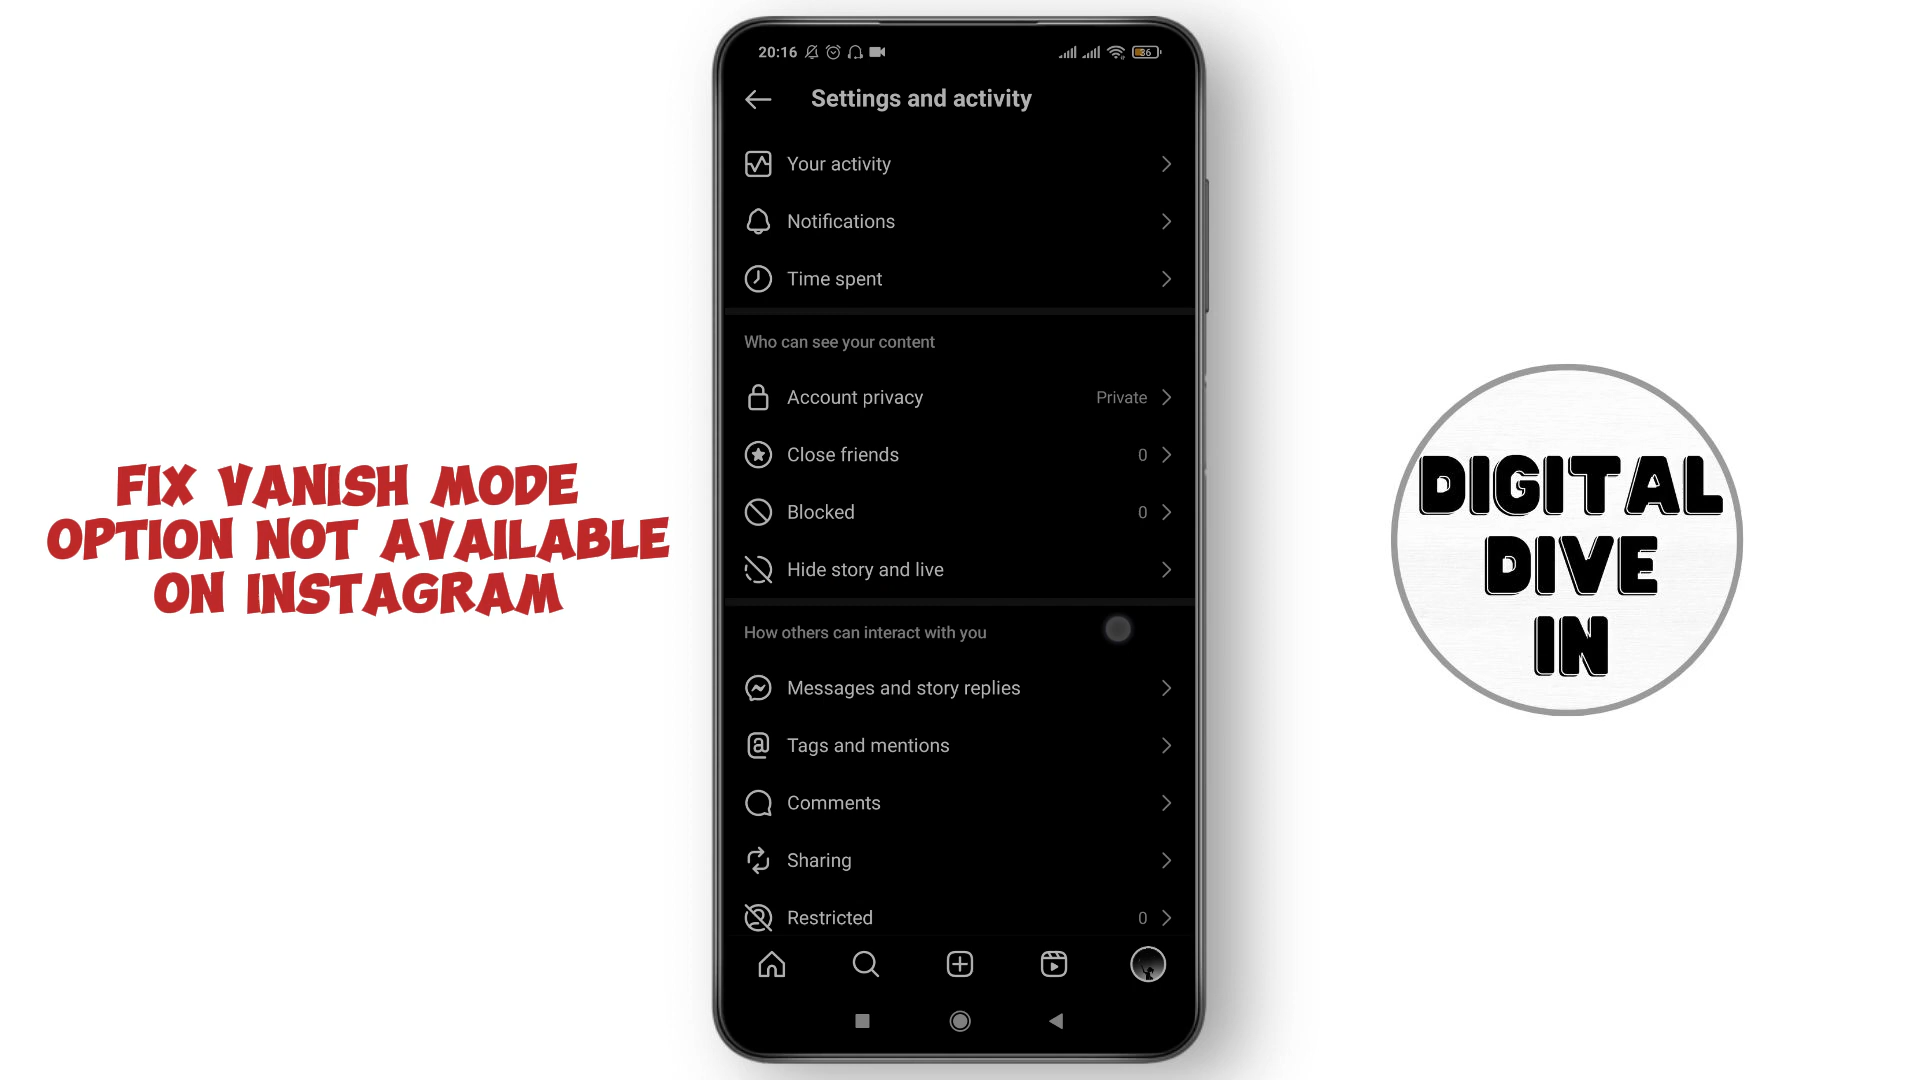 FIX VANISH MODE
OPTION NOT AVAILABLE
ON INSTAGRAM
20:16
36
Settings and activity
Your activity
Notifications
Time spent
Who can see your content
Account privacy Private
Close friends 0
Blocked 0
Hide story and live
How others can interact with you
Messages and story replies
Tags and mentions
Comments
Sharing
Restricted 0
DIGITAL
DIVE
IN